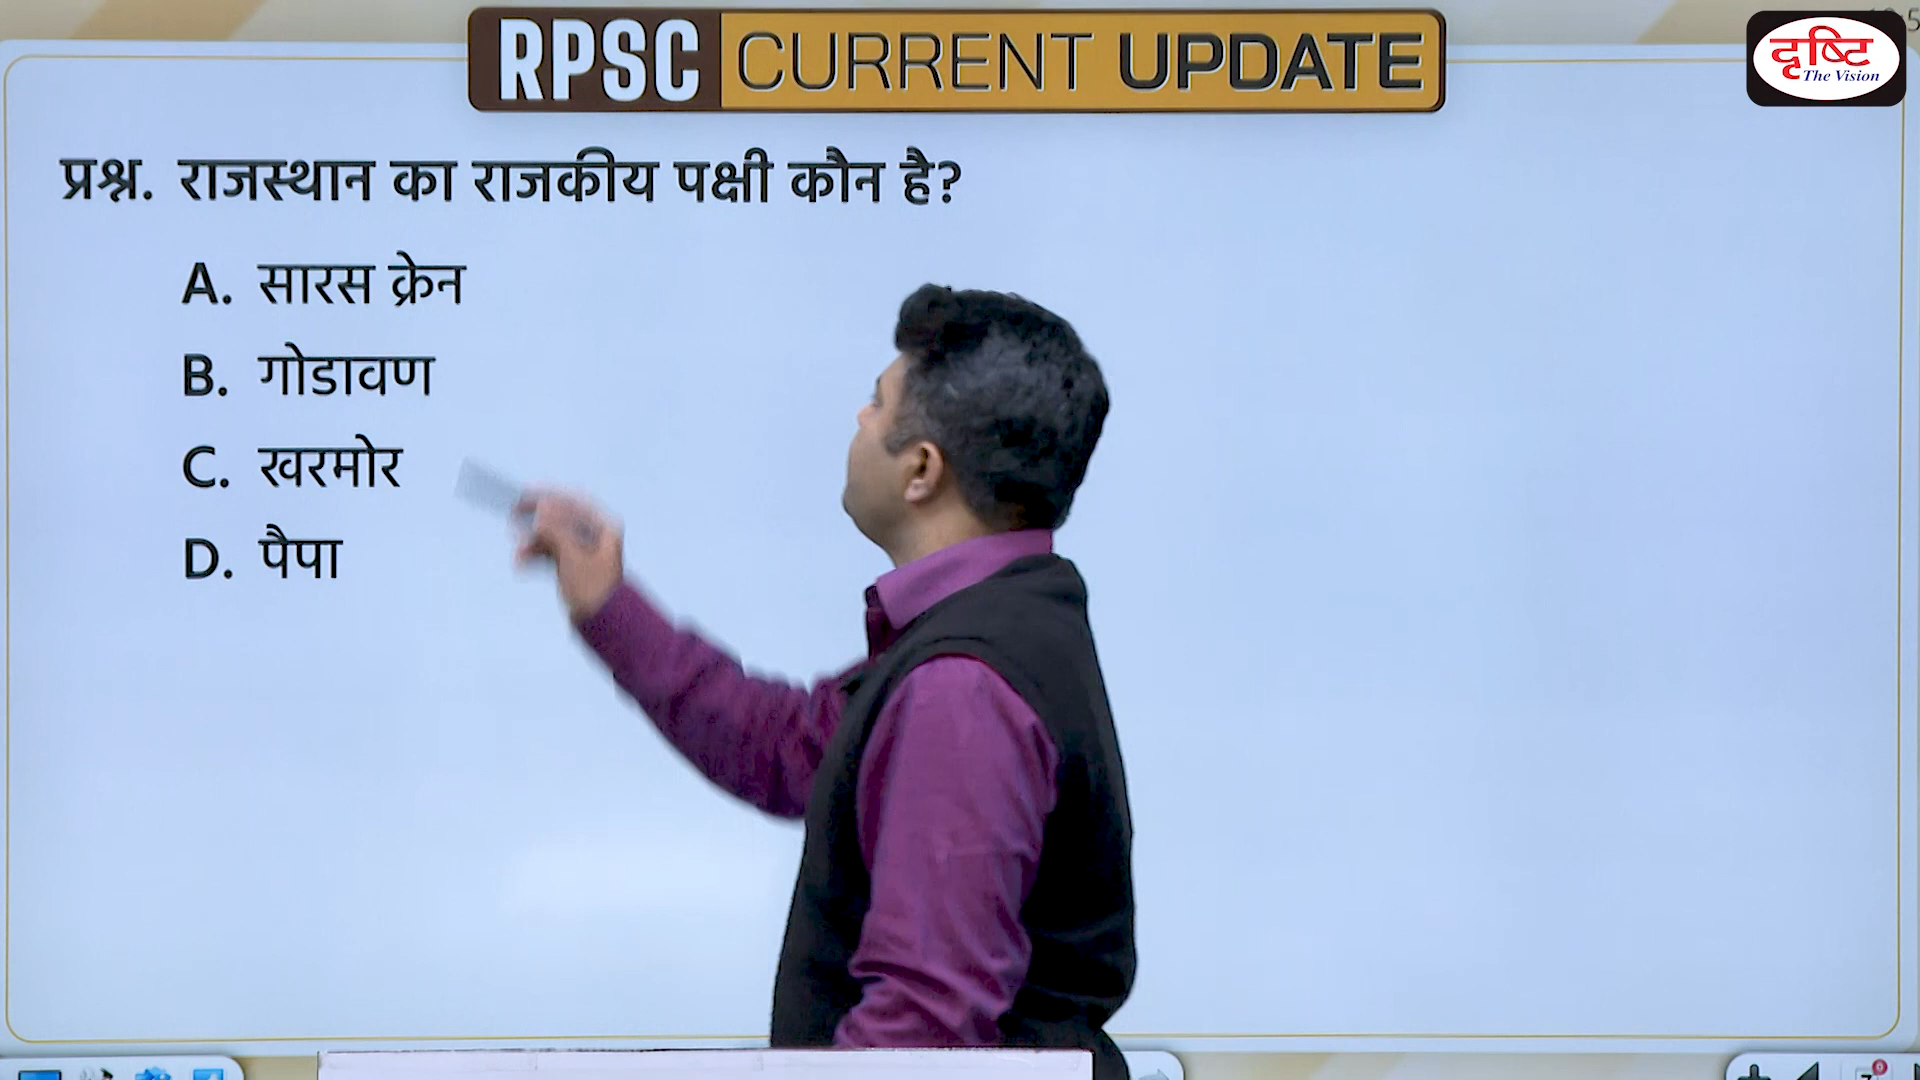 RPSC CURRENT UPDATE
दृष्टि
The Vision
प्रश्न. राजस्थान का राजकीय पक्षी कौन है?
A. सारस क्रेन
B. गोडावण
C. खरमोर
D. पैपा